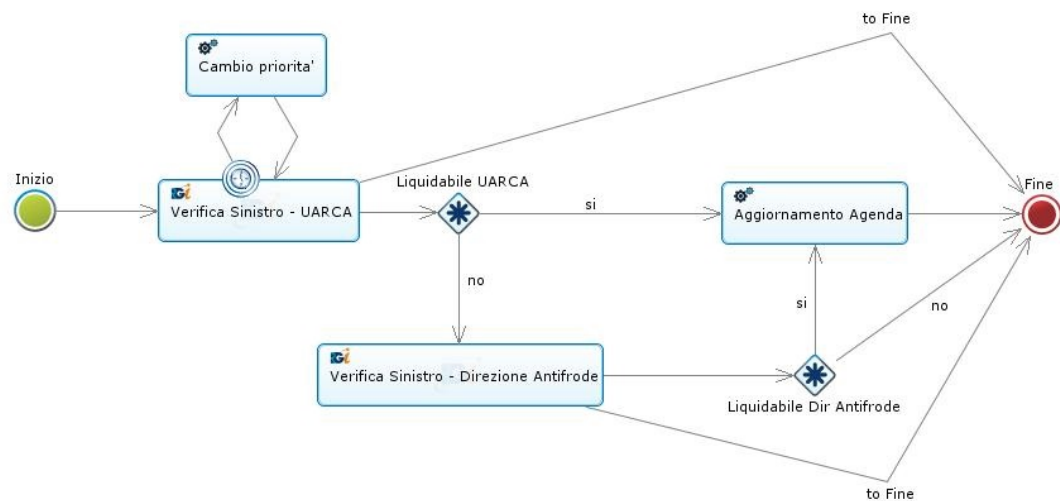 to Fine
Cambio priorita'
Inizio
Liquidabile UARCA
Fine
Verifica Sinistro - UARCA
si
Aggiornamento Agenda
no
si
no
Verifica Sinistro - Direzione Antifrode
Liquidabile Dir Antifrode
to Fine